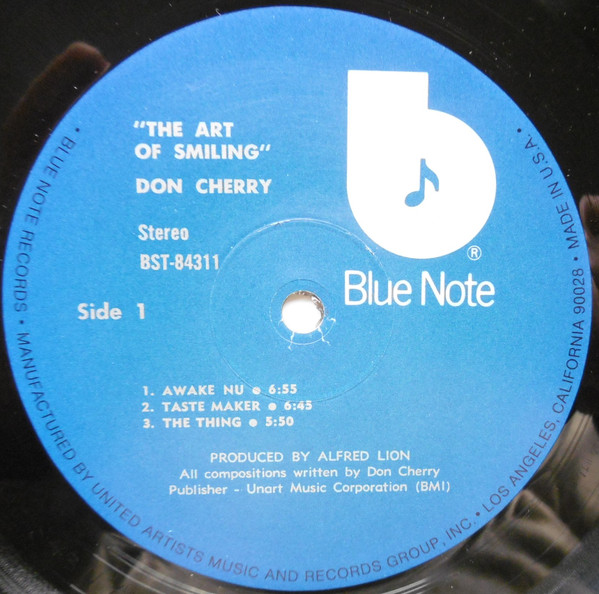 "THE ART
OF SMILING"
DON CHERRY
Stereo
BST-84311
Side 1
b
®
Blue Note
1. AWAKE NU ● 6:55
2. TASTE MAKER ● 6:45
3. THE THING ● 5:50
PRODUCED BY ALFRED LION
All compositions written by Don Cherry
Publisher - Unart Music Corporation (BMI)
• BLUE NOTE RECORDS • MANUFACTURED BY UNITED ARTISTS MUSIC AND RECORDS GROUP, INC. • LOS ANGELES, CALIFORNIA 90028 • MADE IN U.S.A. •